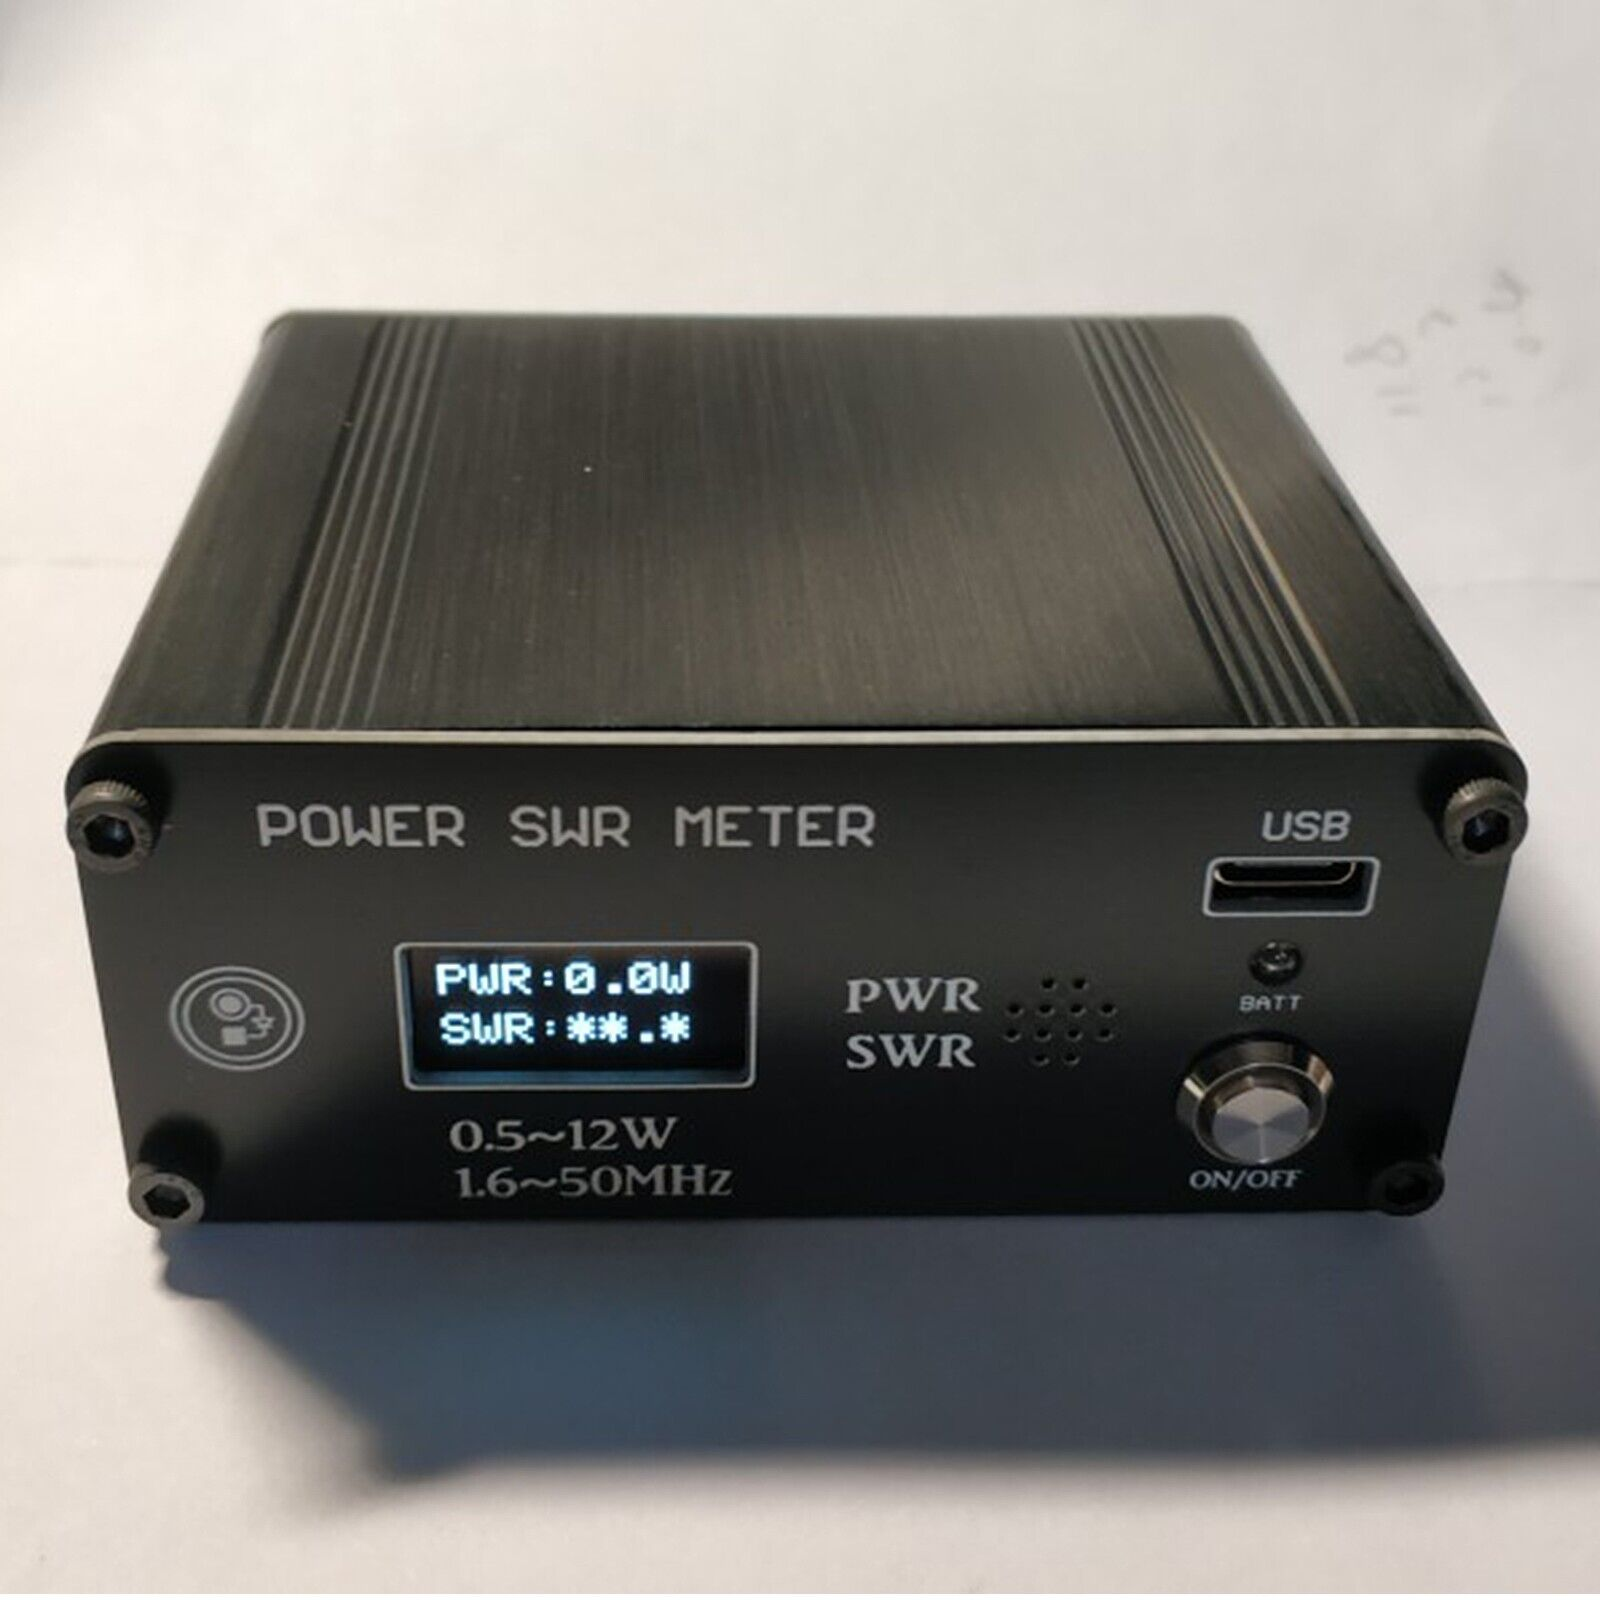 POWER SWR METER
USB
PWR:0.0W
SWR:**.*
PWR
SWR
BATT
0.5~12W
1.6~50MHz
ON/OFF